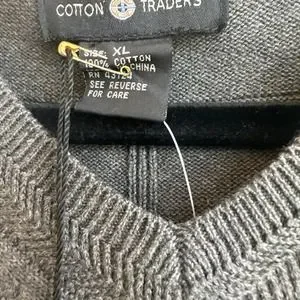 COTTON TRADERS
SIZE: XL
100% COTTON
CHINA
RN
SEE REVERSE
FOR CARE